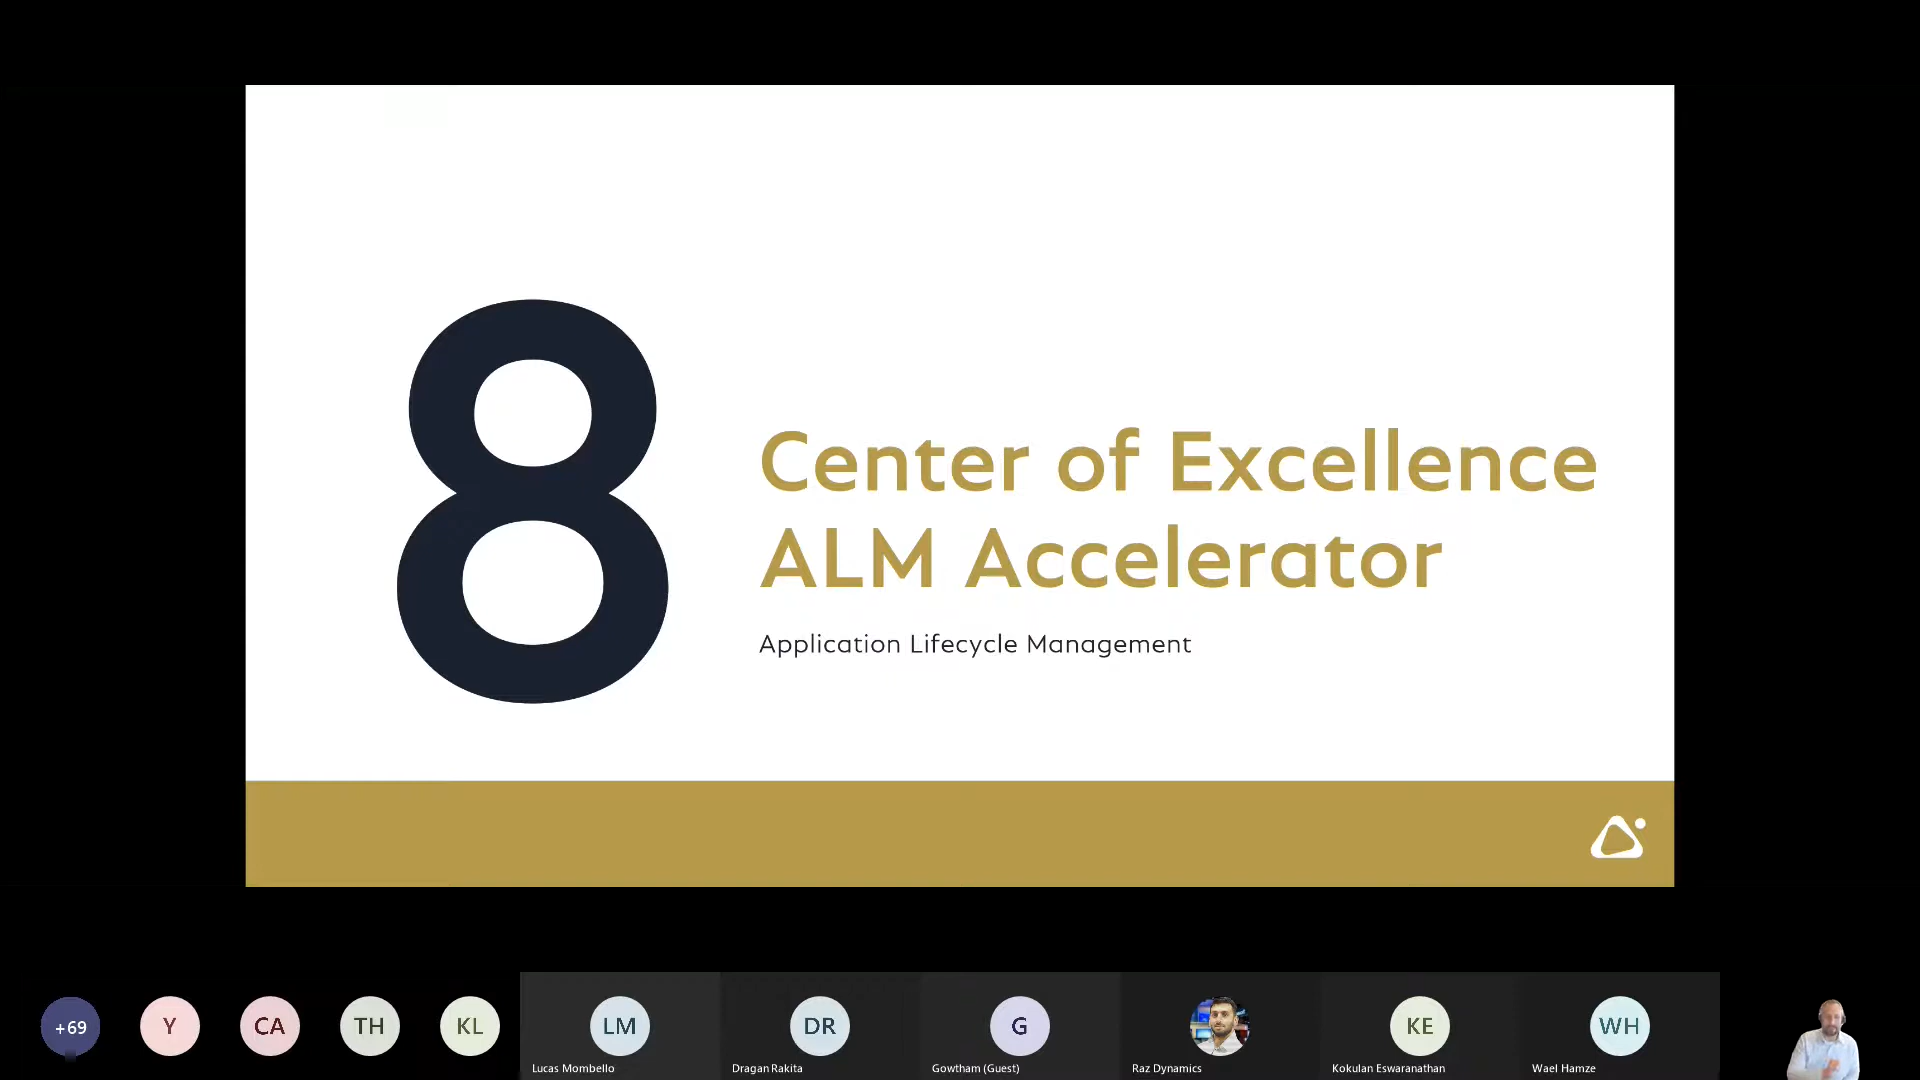 8
Center of Excellence
ALM Accelerator
Application Lifecycle Management
+69
Y
CA
TH
KL
LM
DR
G
KE
WH
Lucas Mombello
Dragan Rakita
Gowtham (Guest)
Raz Dynamics
Kokulan Eswaranathan
Wael Hamze